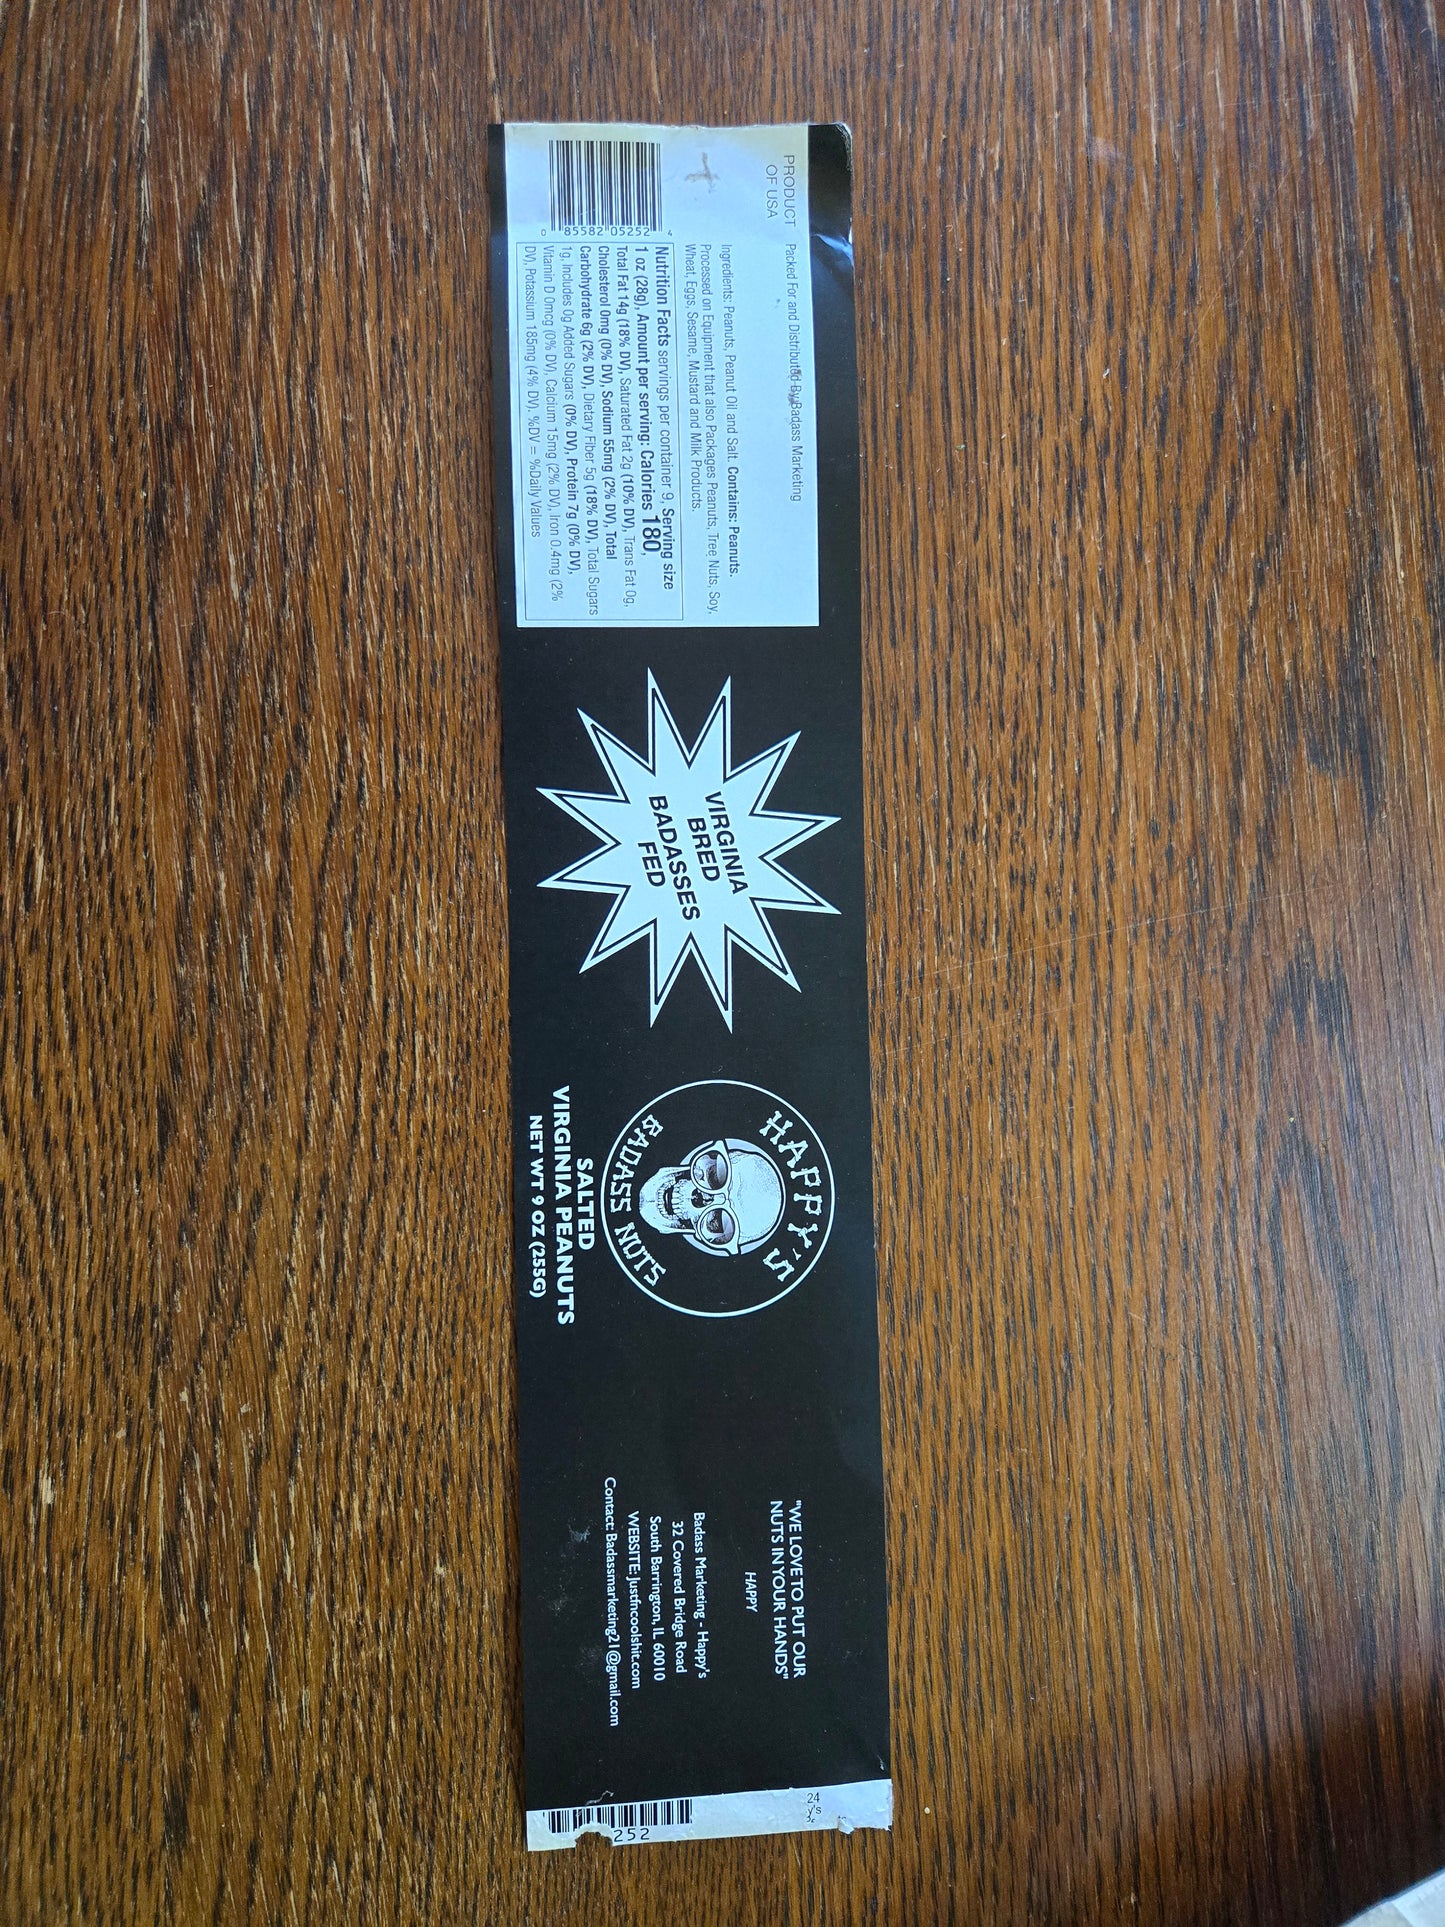 PRODUCT
OF USA
Packed For and Distributed By Badass Marketing
Ingredients: Peanuts, Peanut Oil and Salt. Contains: Peanuts.
Processed on Equipment that also Packages Peanuts, Tree Nuts, Soy,
Wheat, Eggs, Sesame, Mustard and Milk Products.
0 85582 05252 4
Nutrition Facts servings per container 9, Serving size
1 oz (28g), Amount per serving: Calories 180,
Total Fat 14g (18% DV), Saturated Fat 2g (10% DV), Trans Fat 0g,
Cholesterol 0mg (0% DV), Sodium 55mg (2% DV), Total
Carbohydrate 6g (2% DV), Dietary Fiber 5g (18% DV), Total Sugars
1g, Includes 0g Added Sugars (0% DV), Protein 7g (0% DV),
Vitamin D 0mcg (0% DV), Calcium 15mg (2% DV), Iron 0.4mg (2%
DV), Potassium 185mg (4% DV). %DV = %Daily Values
VIRGINIA
BRED
BADASSES
FED
HAPPY'S
BADASS NUTS
SALTED
VIRGINIA PEANUTS
NET WT 9 OZ (255G)
"WE LOVE TO PUT OUR
NUTS IN YOUR HANDS"
HAPPY
Badass Marketing - Happy's
32 Covered Bridge Road
South Barrington, IL 60010
WEBSITE: Justfncoolshit.com
Contact: Badassmarketing21@gmail.com
24
y's
252